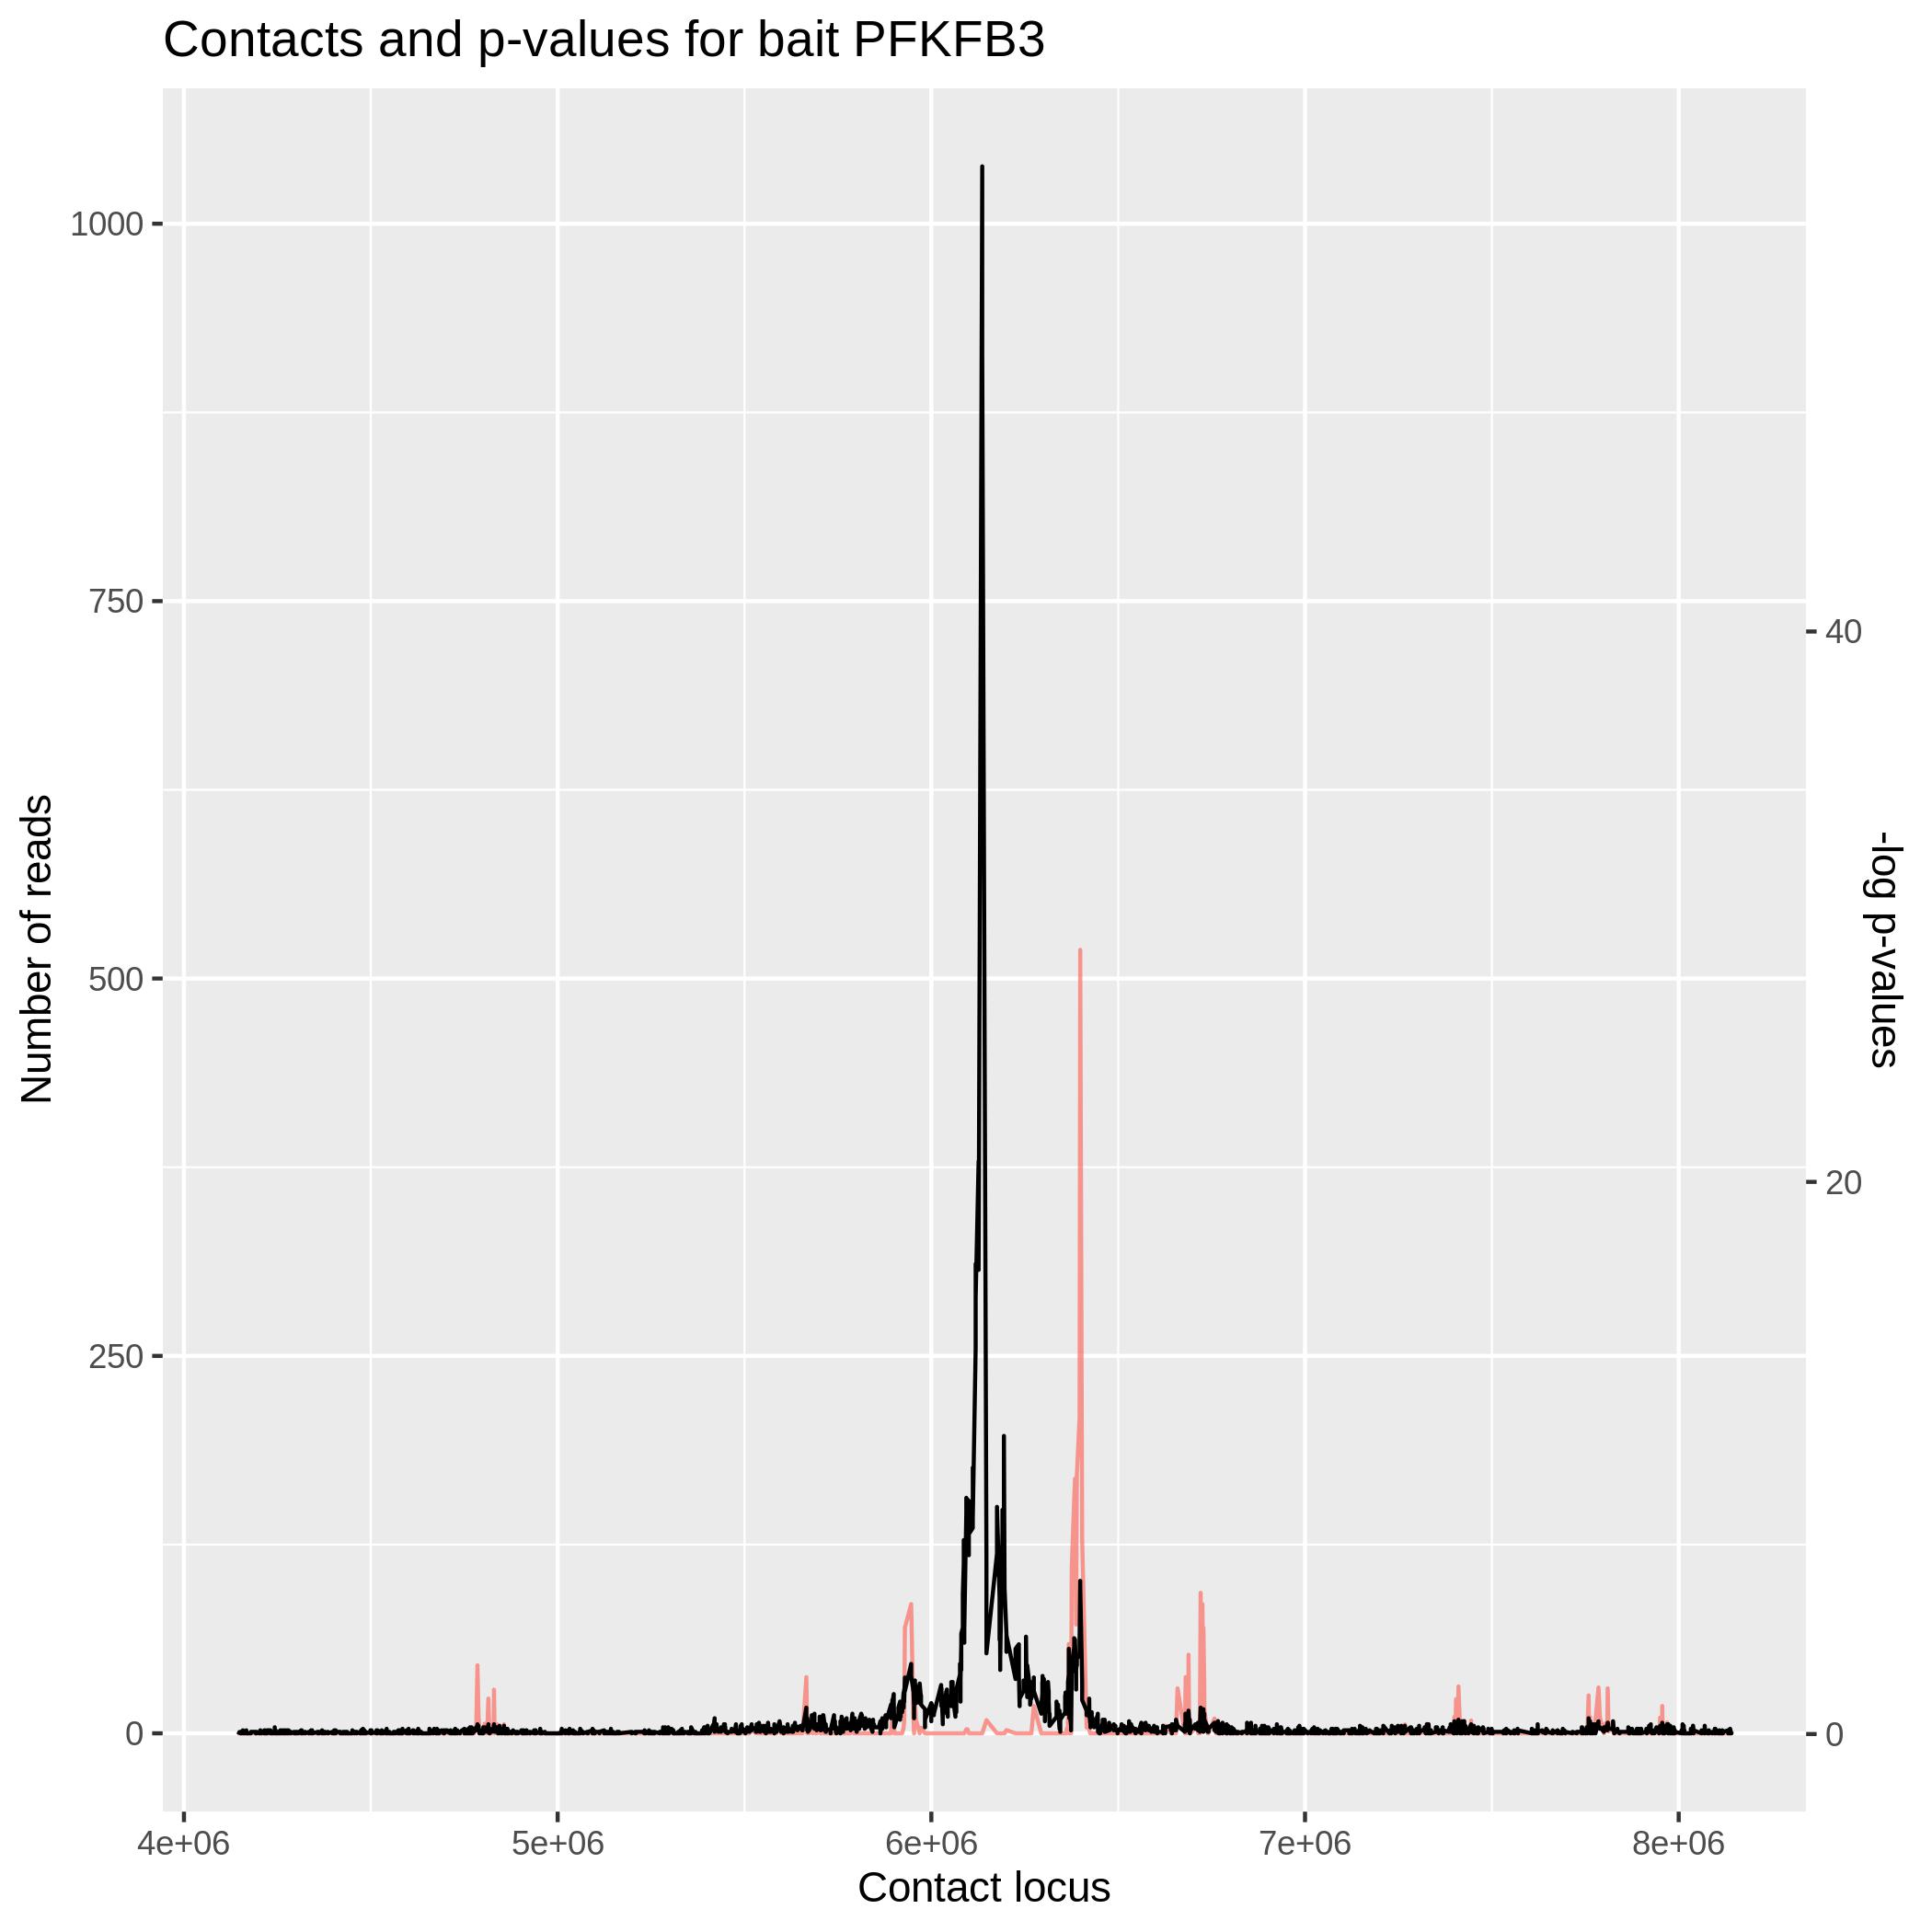 Contacts and p-values for bait PFKFB3
1000
750
500
250
0
Number of reads
40
20
0
-log p-values
4e+06
5e+06
6e+06
7e+06
8e+06
Contact locus